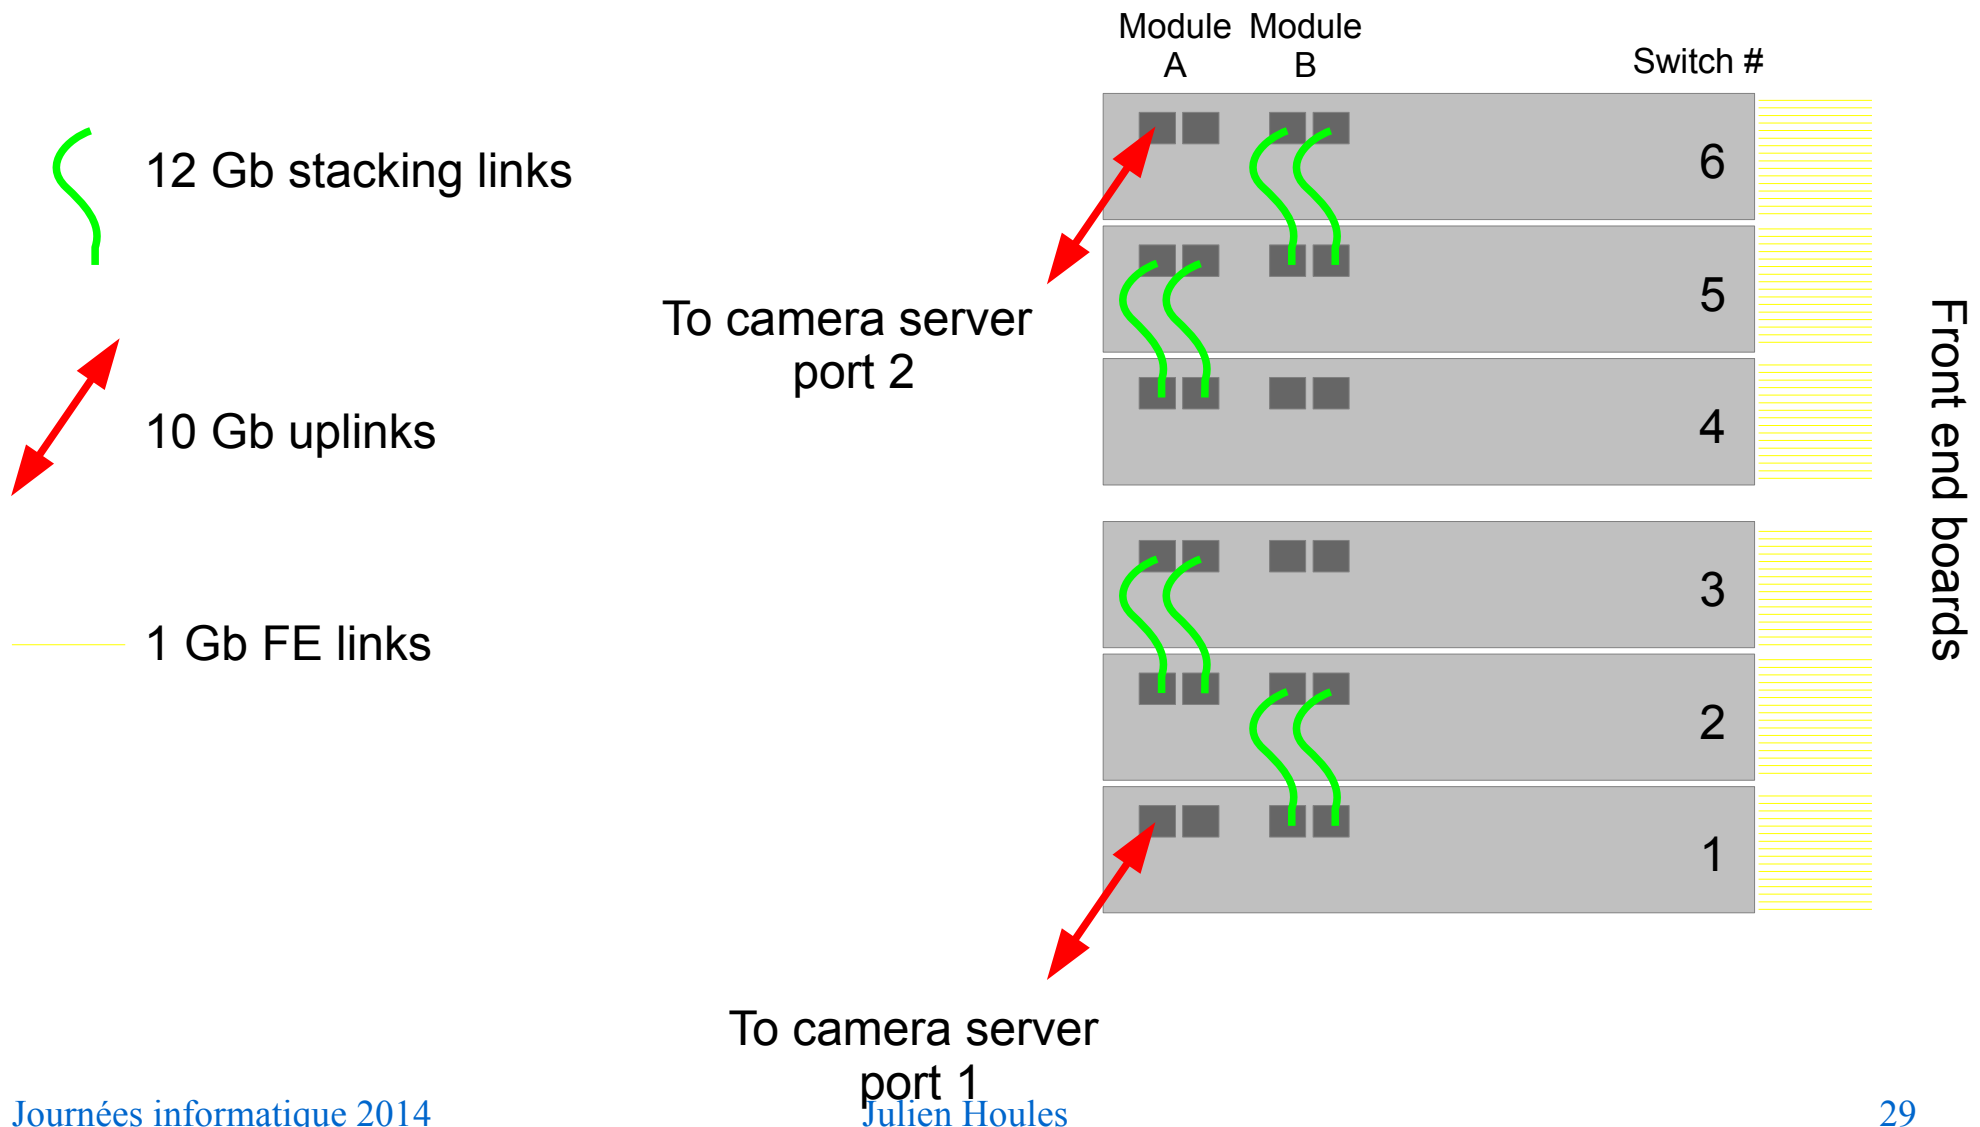 Module Module
A B
Switch #
12 Gb stacking links
6
5
To camera server
port 2
10 Gb uplinks
4
Front end boards
3
1 Gb FE links
2
1
To camera server
port 1
Journées informatique 2014
Julien Houles
29